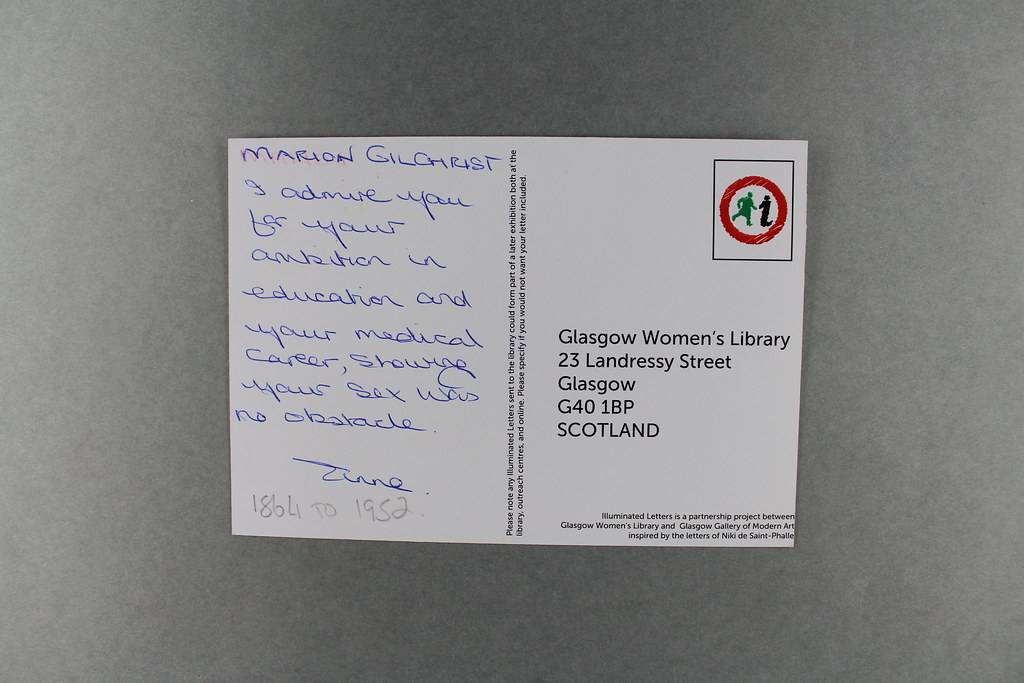 MARION GILCHRIST
I admire you
for your
ambition in
education and
your medical
career, showing
your sex was
no obstacle.
1864 TO 1952.
Please note any Illuminated Letters sent to the library could form part of a later exhibition both at the
library, outreach centres, and online. Please specify if you would not want your letter included.
i
Glasgow Women's Library
23 Landressy Street
Glasgow
G40 1BP
SCOTLAND
Illuminated Letters is a partnership project between
Glasgow Women's Library and Glasgow Gallery of Modern Art
inspired by the letters of Niki de Saint-Phalle